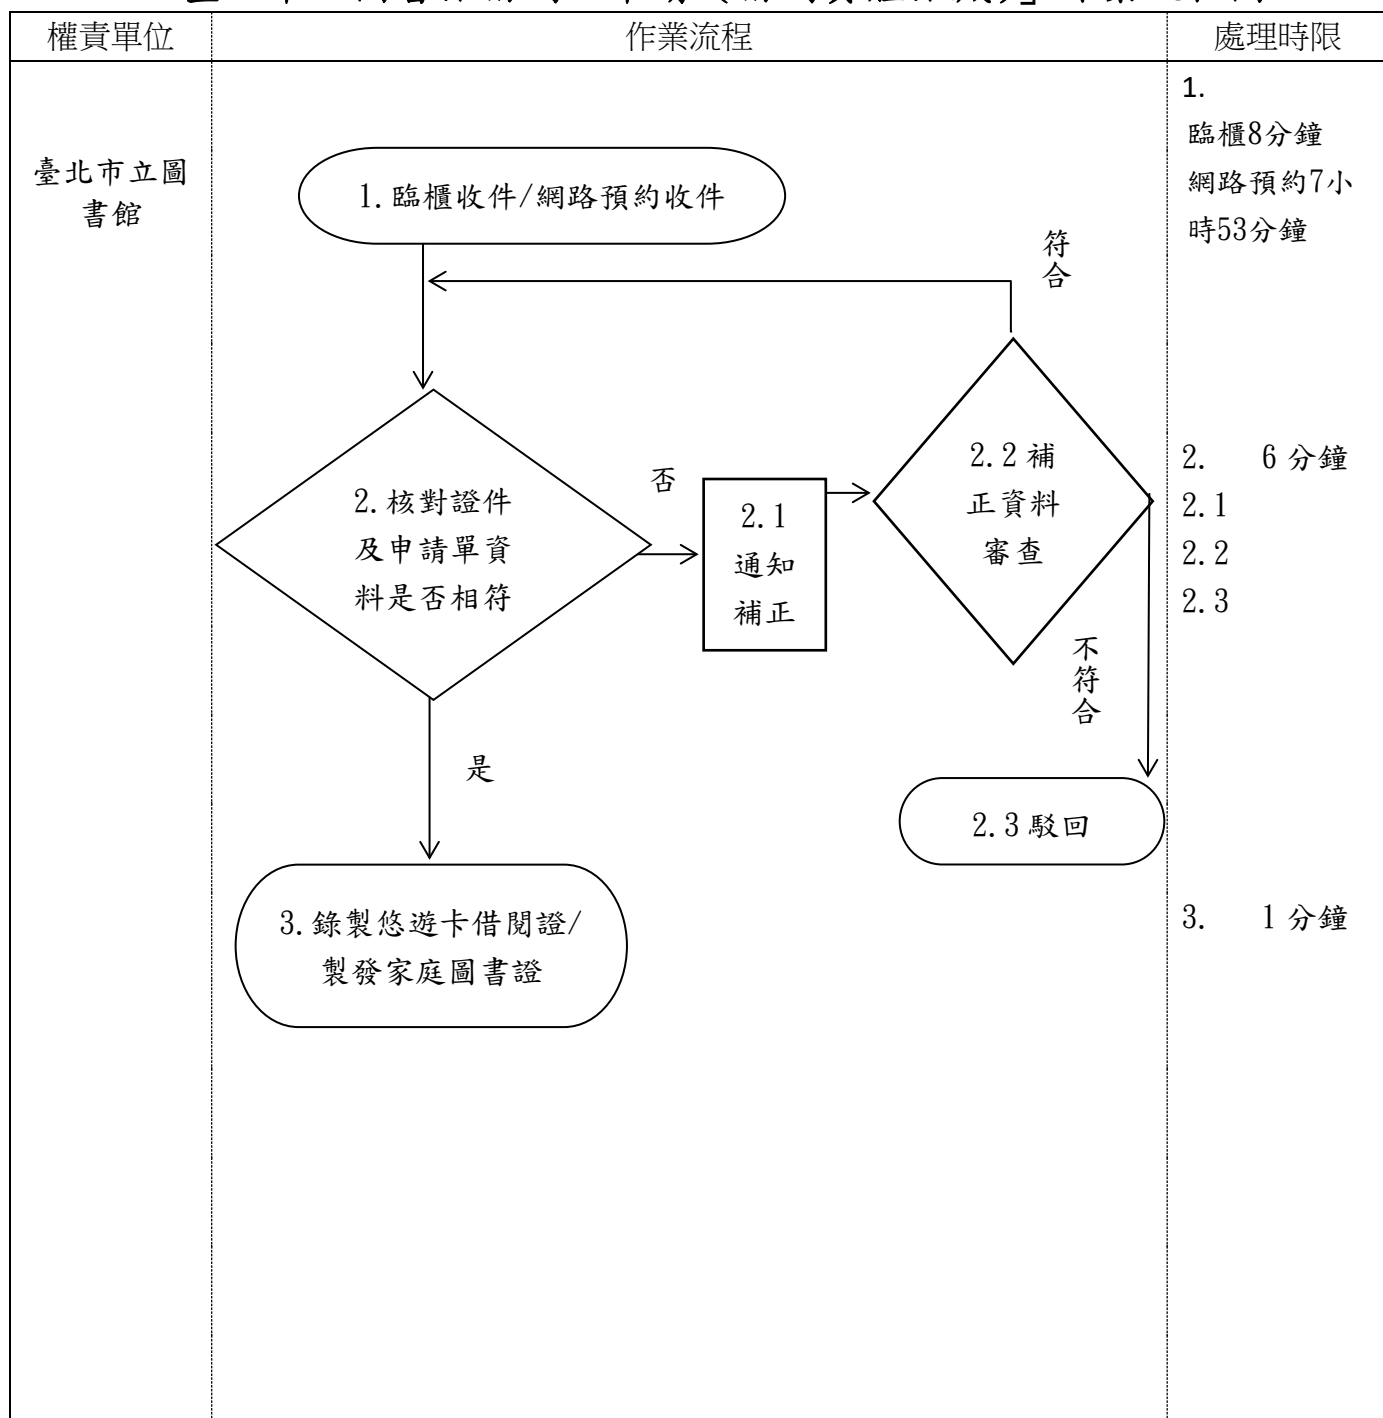 權責單位
作業流程
處理時限
臺北市立圖
書館
1.臨櫃收件/網路預約收件
1.
臨櫃8分鐘
網路預約7小
時53分鐘
符
合
2.核對證件
及申請單資
料是否相符
否
2.1
通知
補正
2.2補
正資料
審查
2. 6分鐘
2.1
2.2
2.3
不
符
合
是
2.3駁回
3.錄製悠遊卡借閱證/
製發家庭圖書證
3. 1分鐘